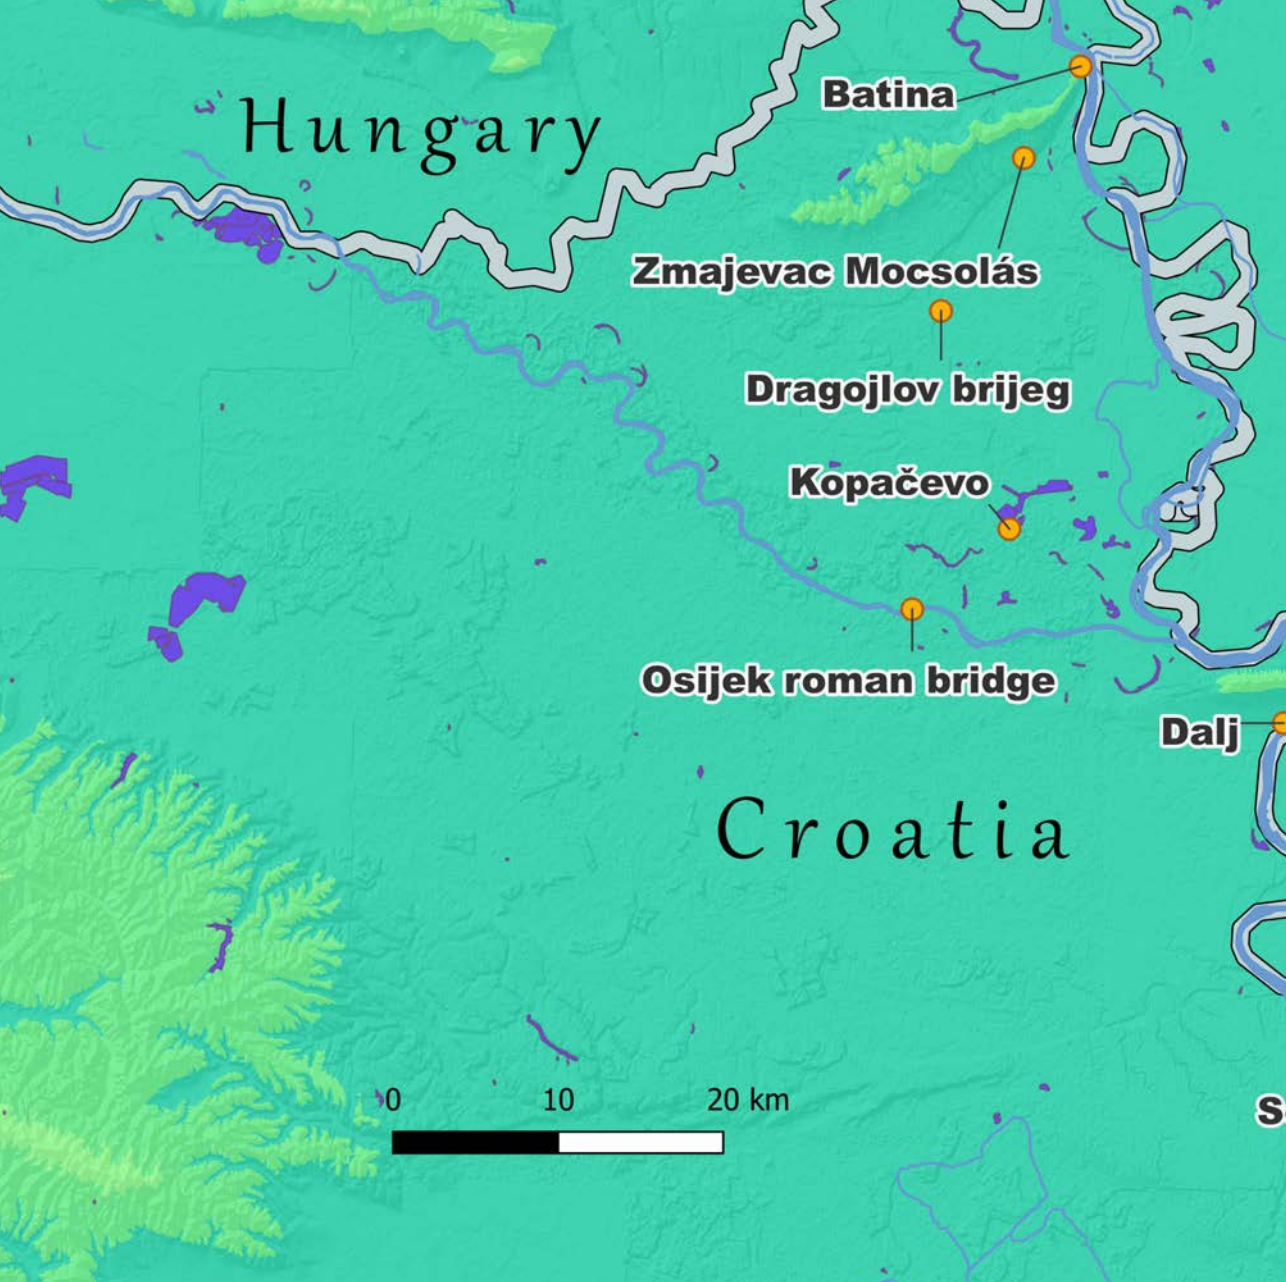 Batina
Hungary
Zmajevac Mocsolás
Dragojlov brijeg
Kopačevo
Osijek roman bridge
Dalj
Croatia
0 10 20 km
S